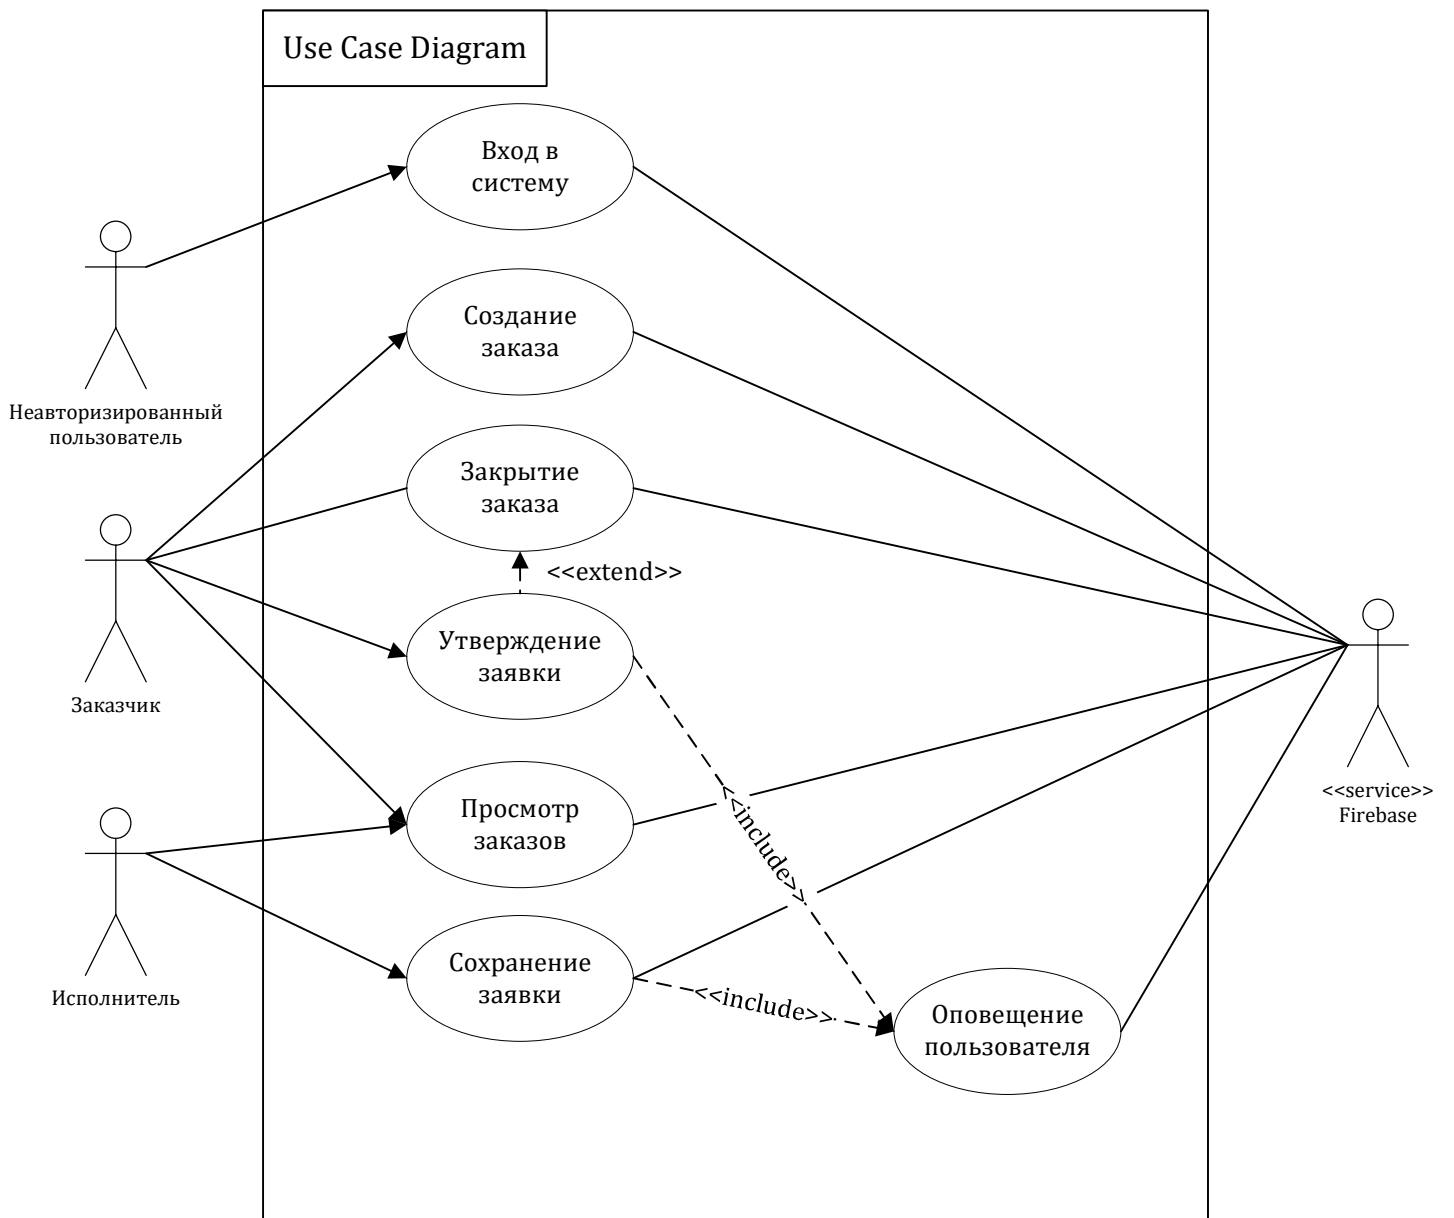 Use Case Diagram
Вход в
систему
Создание
заказа
Неавторизированный
пользователь
Закрытие
заказа
<<extend>>
Утверждение
заявки
Заказчик
<<service>>
Firebase
Просмотр
заказов
<<include>>
Сохранение
заявки
<<include>>
Исполнитель
Оповещение
пользователя